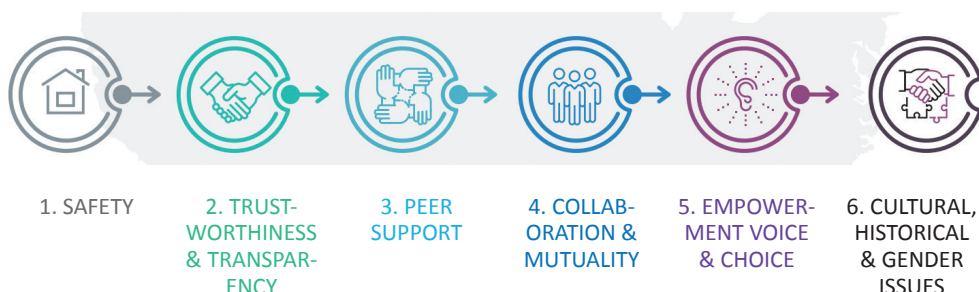 1. SAFETY
2. TRUST-
WORTHINESS
& TRANSPAR-
ENCY
3. PEER
SUPPORT
4. COLLAB-
ORATION &
MUTUALITY
5. EMPOWER-
MENT VOICE
& CHOICE
6. CULTURAL,
HISTORICAL
& GENDER
ISSUES